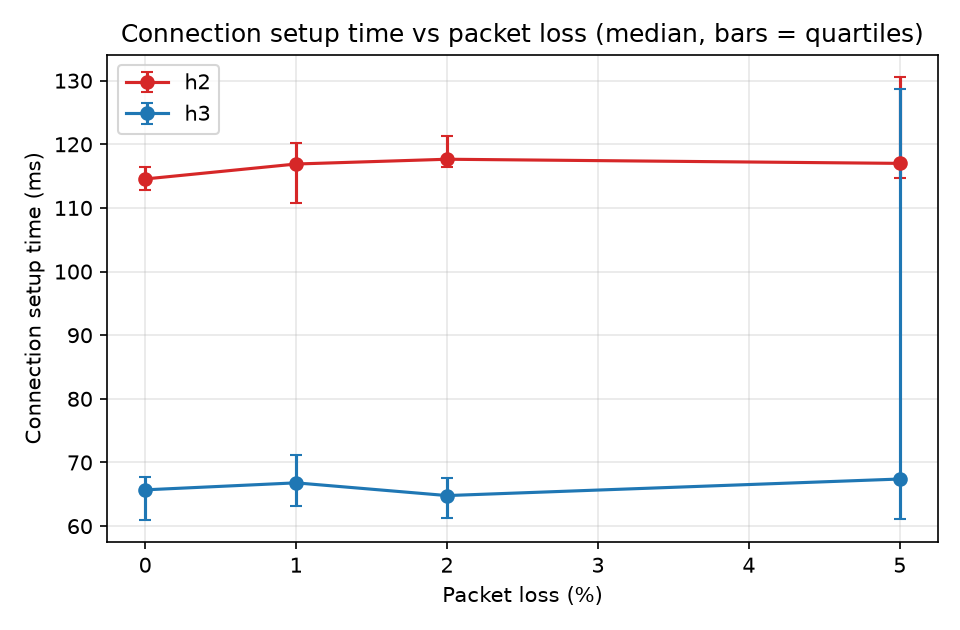 Connection setup time vs packet loss (median, bars = quartiles)
h2
h3
Connection setup time (ms)
130
120
110
100
90
80
70
60
0 1 2 3 4 5
Packet loss (%)